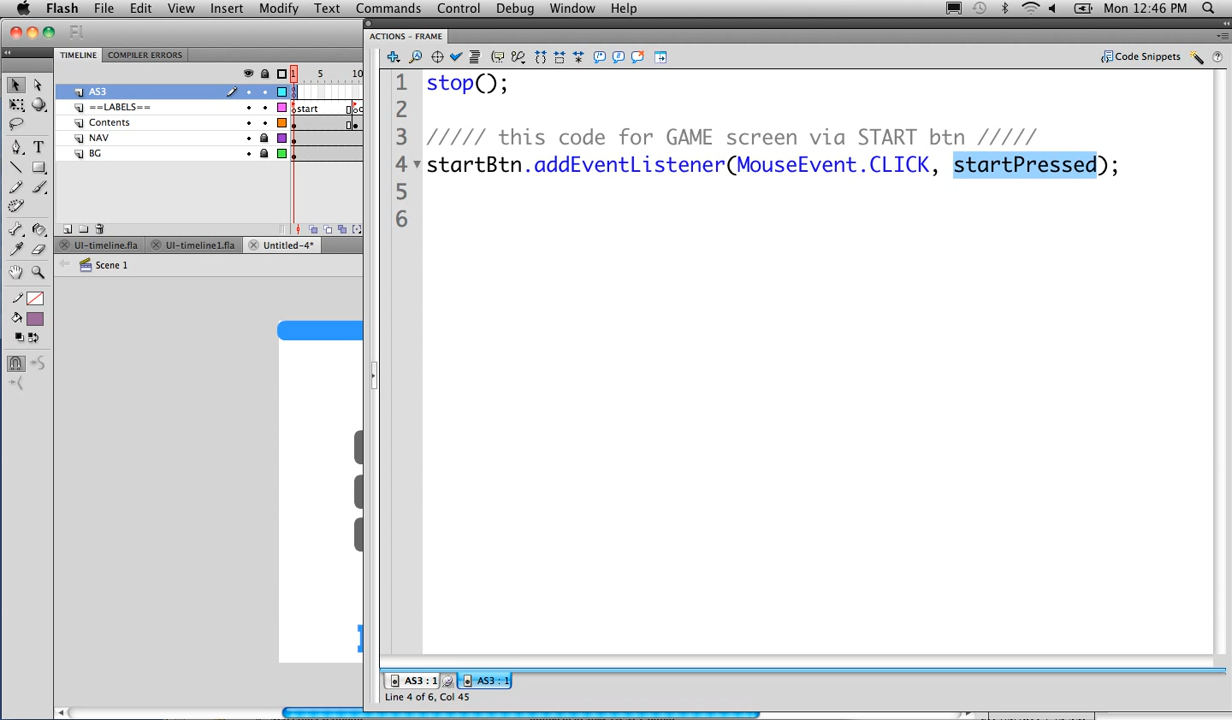 Flash File Edit View Insert Modify Text Commands Control Debug Window Help Mon 12:46 PM
ACTIONS - FRAME
TIMELINE COMPILER ERRORS
Code Snippets
1 5 10
AS3
==LABELS== start
Contents
NAV
BG
UI-timeline.fla UI-timeline1.fla Untitled-4*
Scene 1
1 stop();
2
3 ///// this code for GAME screen via START btn /////
4 startBtn.addEventListener(MouseEvent.CLICK, startPressed);
5
6
AS3 : 1 AS3 : 1
Line 4 of 6, Col 45